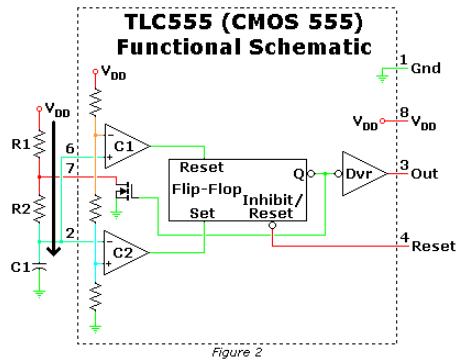 TLC555 (CMOS 555)
Functional Schematic
1
Gnd
VDD
8
VDD
VDD
VDD
R1
6
-
+
C1
7
Reset
Q
Flip-Flop
Inhibit/
Reset
Set
Dvr
3
Out
R2
2
-
+
C2
4
Reset
C1
Figure 2